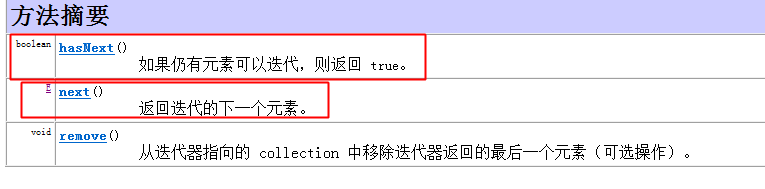 方法摘要
boolean hasNext()
如果仍有元素可以迭代，则返回 true。
E next()
返回迭代的下一个元素。
void remove()
从迭代器指向的 collection 中移除迭代器返回的最后一个元素（可选操作）。